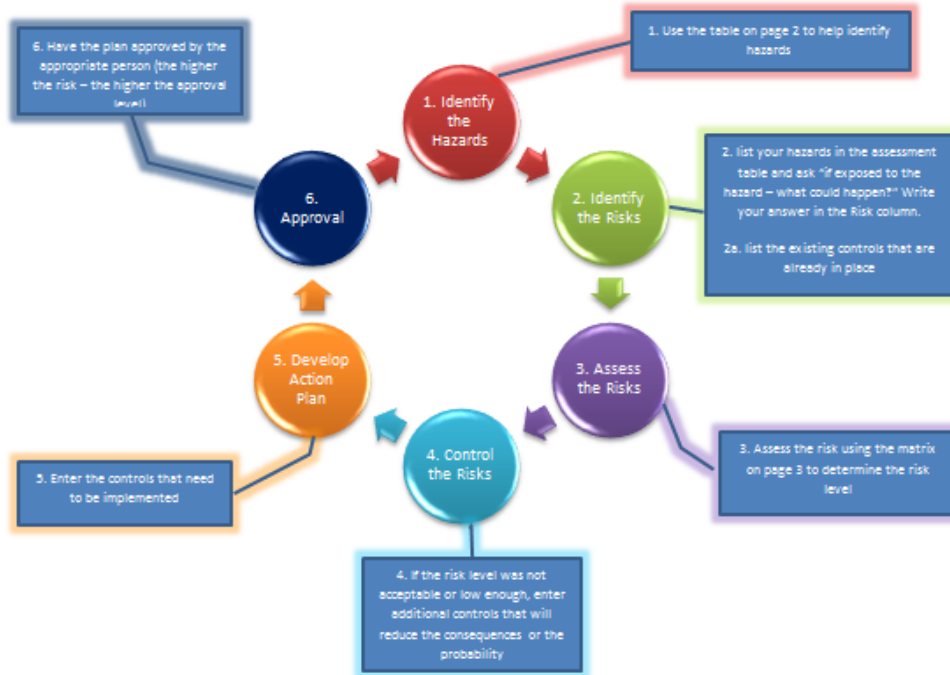 6. Have the plan approved by the
appropriate person (the higher
the risk – the higher the approval
level)
1. Use the table on page 2 to help identify
hazards
1. Identify
the
Hazards
2. list your hazards in the assessment
table and ask "if exposed to the
hazard – what could happen?" Write
your answer in the Risk column.
2a. list the existing controls that are
already in place
2. Identify
the Risks
6.
Approval
3. Assess
the Risks
5. Develop
Action
Plan
4. Control
the Risks
3. Assess the risk using the matrix
on page 3 to determine the risk
level
5. Enter the controls that need
to be implemented
4. If the risk level was not
acceptable or low enough, enter
additional controls that will
reduce the consequences or the
probability